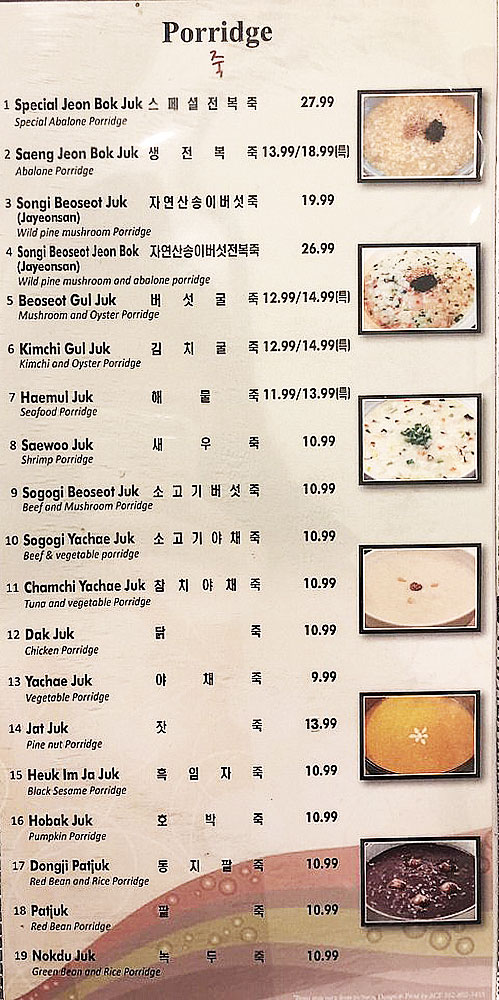 Porridge
죽
1 Special Jeon Bok Juk 스 페 셜 전 복 죽 27.99
Special Abalone Porridge
2 Saeng Jeon Bok Juk 생 전 복 죽 13.99/18.99(특)
Abalone Porridge
3 Songi Beoseot Juk 자연산송이버섯죽 19.99
(Jayeonsan)
Wild pine mushroom Porridge
4 Songi Beoseot Jeon Bok 자연산송이버섯전복죽 26.99
(Jayeonsan)
Wild pine mushroom and abalone porridge
5 Beoseot Gul Juk 버 섯 굴 죽 12.99/14.99(특)
Mushroom and Oyster Porridge
6 Kimchi Gul Juk 김 치 굴 죽 12.99/14.99(특)
Kimchi and Oyster Porridge
7 Haemul Juk 해 물 죽 11.99/13.99(특)
Seafood Porridge
8 Saewoo Juk 새 우 죽 10.99
Shrimp Porridge
9 Sogogi Beoseot Juk 소 고 기 버 섯 죽 10.99
Beef and Mushroom Porridge
10 Sogogi Yachae Juk 소 고 기 야 채 죽 10.99
Beef & vegetable porridge
11 Chamchi Yachae Juk 참 치 야 채 죽 10.99
Tuna and vegetable Porridge
12 Dak Juk 닭 죽 10.99
Chicken Porridge
13 Yachae Juk 야 채 죽 9.99
Vegetable Porridge
14 Jat Juk 잣 죽 13.99
Pine nut Porridge
15 Heuk Im Ja Juk 흑 임 자 죽 10.99
Black Sesame Porridge
16 Hobak Juk 호 박 죽 10.99
Pumpkin Porridge
17 Dongji Patjuk 동 지 팥 죽 10.99
Red Bean and Rice Porridge
18 Patjuk 팥 죽 10.99
Red Bean Porridge
19 Nokdu Juk 녹 두 죽 10.99
Green Bean and Rice Porridge